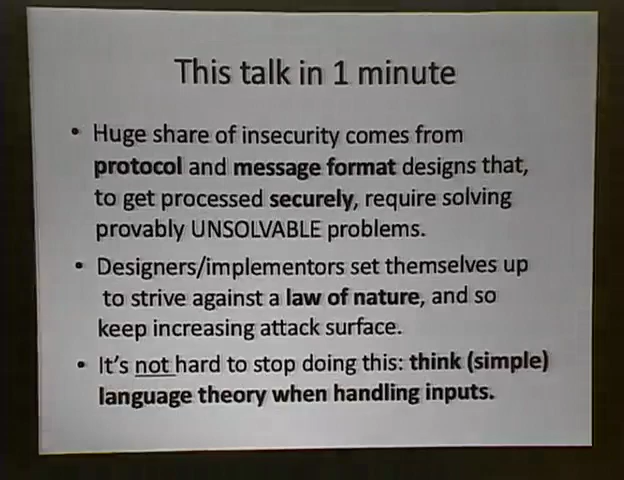 This talk in 1 minute
• Huge share of insecurity comes from
protocol and message format designs that,
to get processed securely, require solving
provably UNSOLVABLE problems.
• Designers/implementors set themselves up
to strive against a law of nature, and so
keep increasing attack surface.
• It's not hard to stop doing this: think (simple)
language theory when handling inputs.